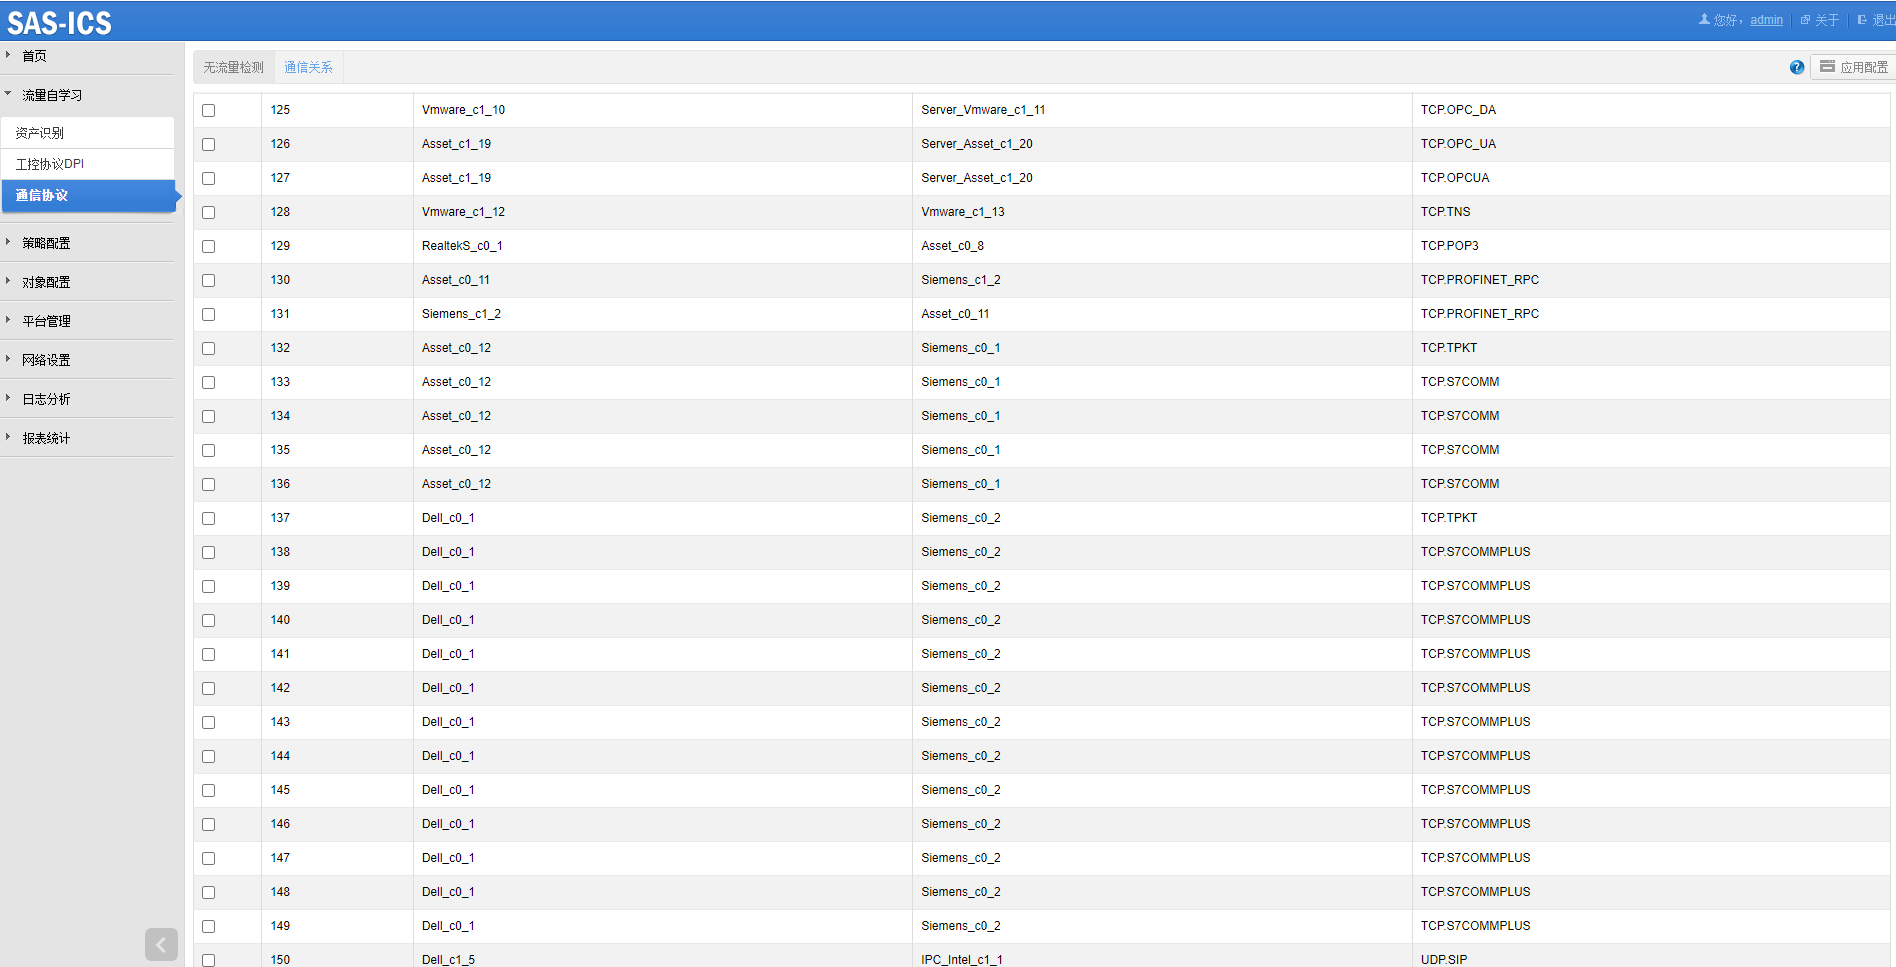 SAS-ICS
您好，admin 关于 退出
首页
流量自学习
资产识别
工控协议DPI
通信协议
策略配置
对象配置
平台管理
网络设置
日志分析
报表统计
无流量检测 通信关系
应用配置
125 Vmware_c1_10 Server_Vmware_c1_11 TCP.OPC_DA
126 Asset_c1_19 Server_Asset_c1_20 TCP.OPC_UA
127 Asset_c1_19 Server_Asset_c1_20 TCP.OPCUA
128 Vmware_c1_12 Vmware_c1_13 TCP.TNS
129 RealtekS_c0_1 Asset_c0_8 TCP.POP3
130 Asset_c0_11 Siemens_c1_2 TCP.PROFINET_RPC
131 Siemens_c1_2 Asset_c0_11 TCP.PROFINET_RPC
132 Asset_c0_12 Siemens_c0_1 TCP.TPKT
133 Asset_c0_12 Siemens_c0_1 TCP.S7COMM
134 Asset_c0_12 Siemens_c0_1 TCP.S7COMM
135 Asset_c0_12 Siemens_c0_1 TCP.S7COMM
136 Asset_c0_12 Siemens_c0_1 TCP.S7COMM
137 Dell_c0_1 Siemens_c0_2 TCP.TPKT
138 Dell_c0_1 Siemens_c0_2 TCP.S7COMMPLUS
139 Dell_c0_1 Siemens_c0_2 TCP.S7COMMPLUS
140 Dell_c0_1 Siemens_c0_2 TCP.S7COMMPLUS
141 Dell_c0_1 Siemens_c0_2 TCP.S7COMMPLUS
142 Dell_c0_1 Siemens_c0_2 TCP.S7COMMPLUS
143 Dell_c0_1 Siemens_c0_2 TCP.S7COMMPLUS
144 Dell_c0_1 Siemens_c0_2 TCP.S7COMMPLUS
145 Dell_c0_1 Siemens_c0_2 TCP.S7COMMPLUS
146 Dell_c0_1 Siemens_c0_2 TCP.S7COMMPLUS
147 Dell_c0_1 Siemens_c0_2 TCP.S7COMMPLUS
148 Dell_c0_1 Siemens_c0_2 TCP.S7COMMPLUS
149 Dell_c0_1 Siemens_c0_2 TCP.S7COMMPLUS
150 Dell_c1_5 IPC_Intel_c1_1 UDP.SIP